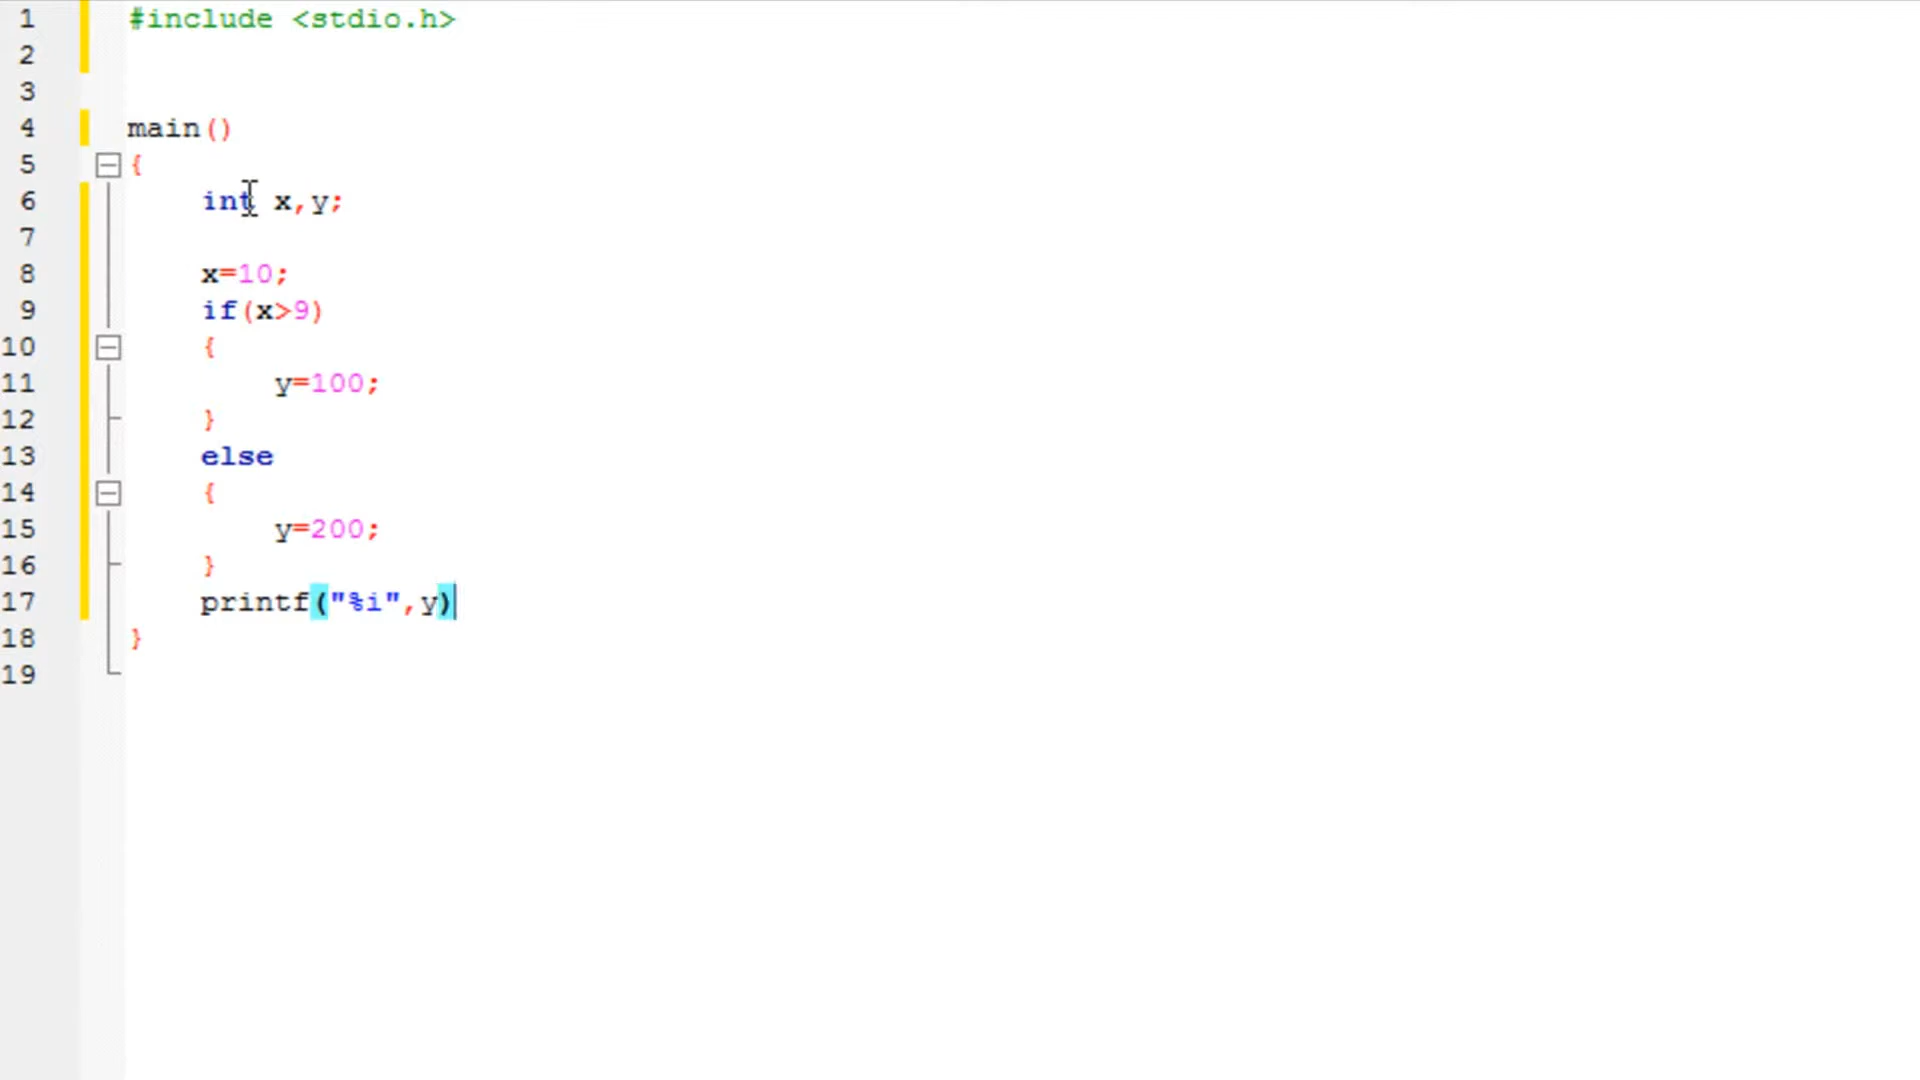 1 #include <stdio.h>
2
3
4 main()
5 {
6 int x,y;
7
8 x=10;
9 if(x>9)
10 {
11 y=100;
12 }
13 else
14 {
15 y=200;
16 }
17 printf("%i",y)
18 }
19